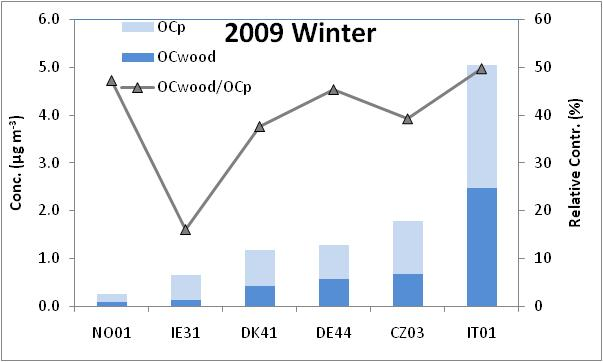 2009 Winter
OCp
OCwood
OCwood/OCp
Conc. (µg m⁻³)
6.0
5.0
4.0
3.0
2.0
1.0
0.0
Relative Contr. (%)
60
50
40
30
20
10
0
NO01 IE31 DK41 DE44 CZ03 IT01